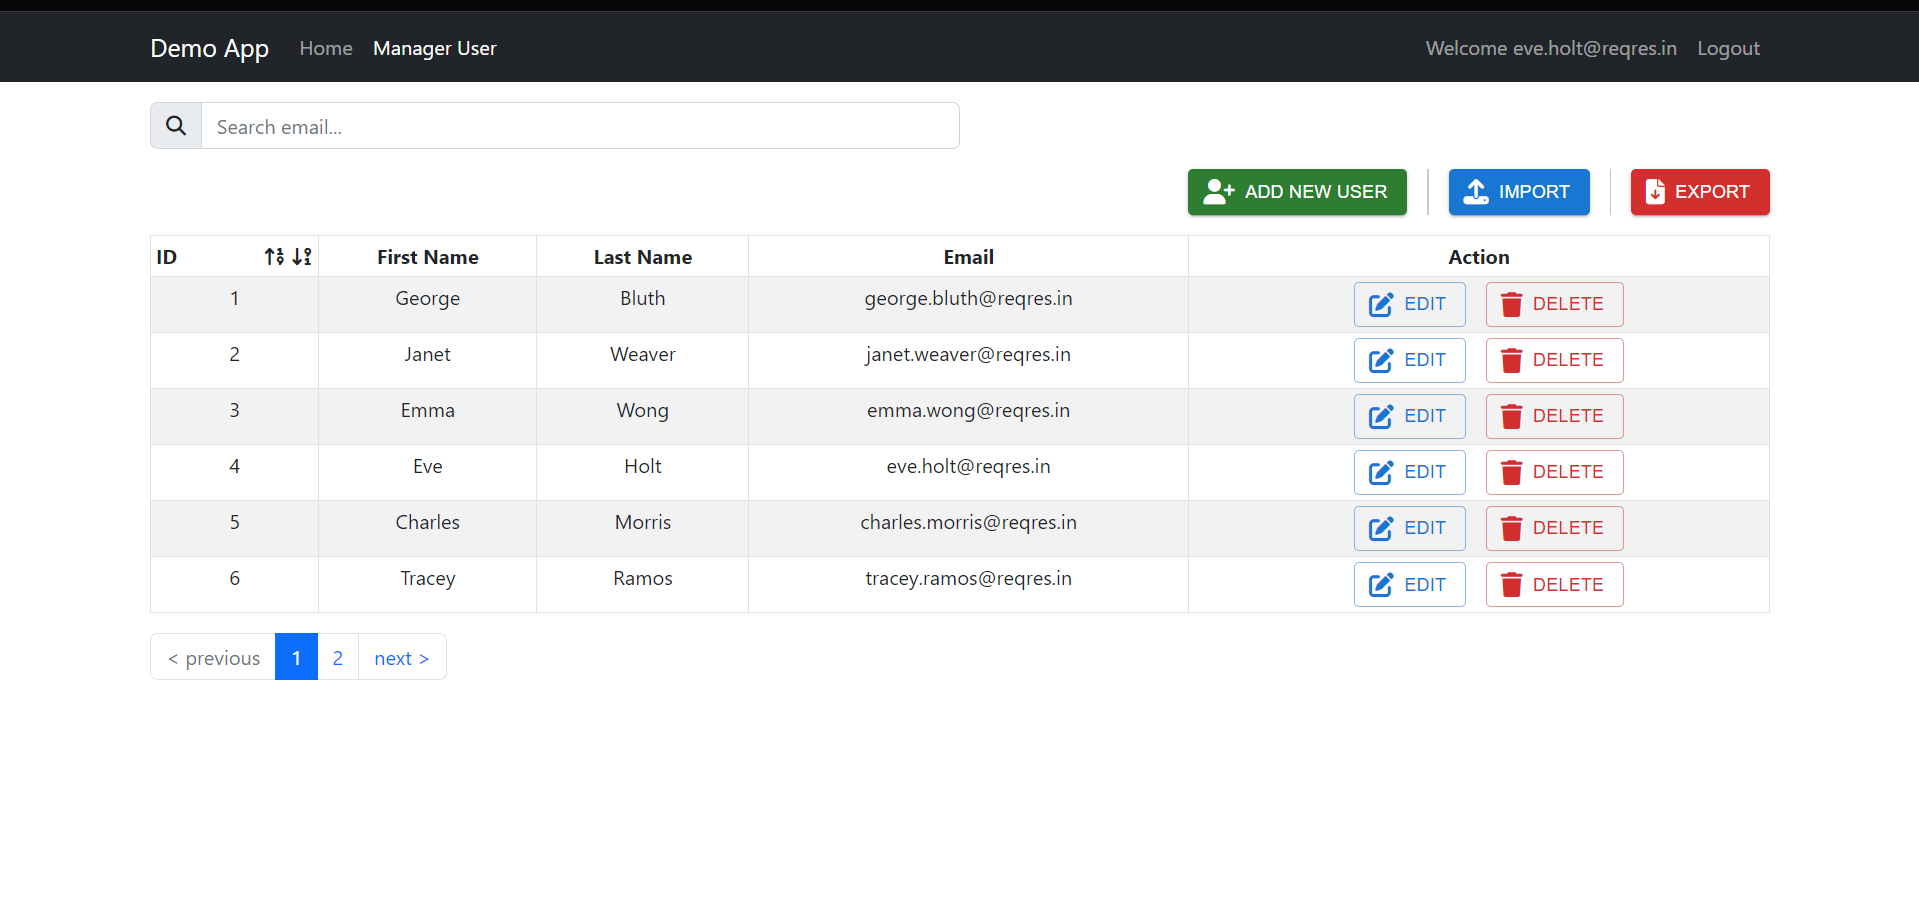 Demo App Home Manager User Welcome eve.holt@reqres.in Logout
Search email...
ADD NEW USER IMPORT EXPORT
ID First Name Last Name Email Action
1 George Bluth george.bluth@reqres.in EDIT DELETE
2 Janet Weaver janet.weaver@reqres.in EDIT DELETE
3 Emma Wong emma.wong@reqres.in EDIT DELETE
4 Eve Holt eve.holt@reqres.in EDIT DELETE
5 Charles Morris charles.morris@reqres.in EDIT DELETE
6 Tracey Ramos tracey.ramos@reqres.in EDIT DELETE
< previous 1 2 next >